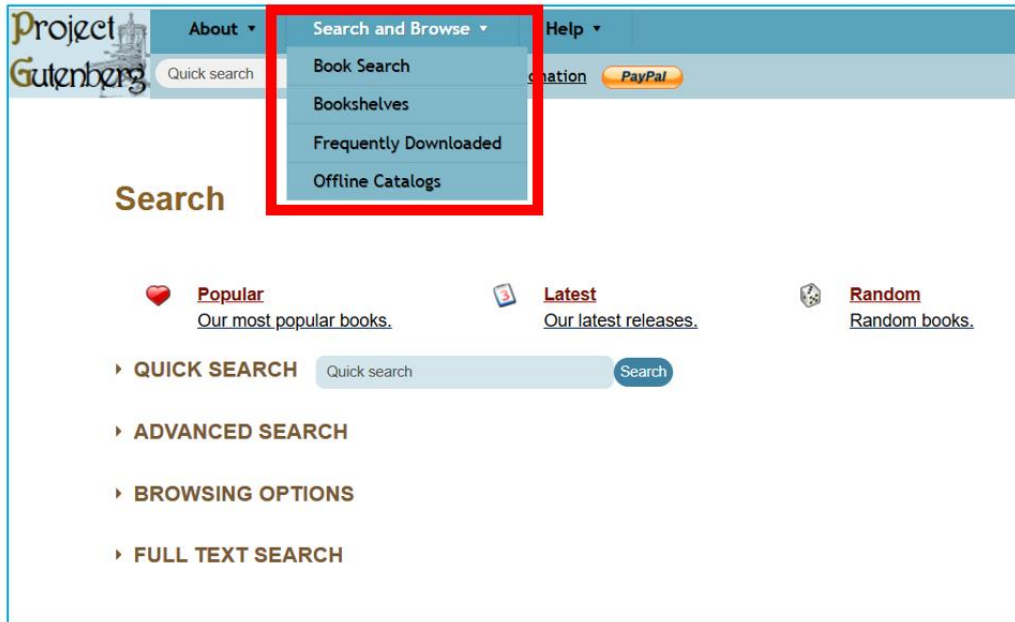 Project
Gutenberg
About ▾ Search and Browse ▾ Help ▾
Quick search
PayPal
Book Search
Bookshelves
Frequently Downloaded
Offline Catalogs
Search
Popular
Our most popular books.
3
Latest
Our latest releases.
Random
Random books.
QUICK SEARCH Quick search Search
ADVANCED SEARCH
BROWSING OPTIONS
FULL TEXT SEARCH